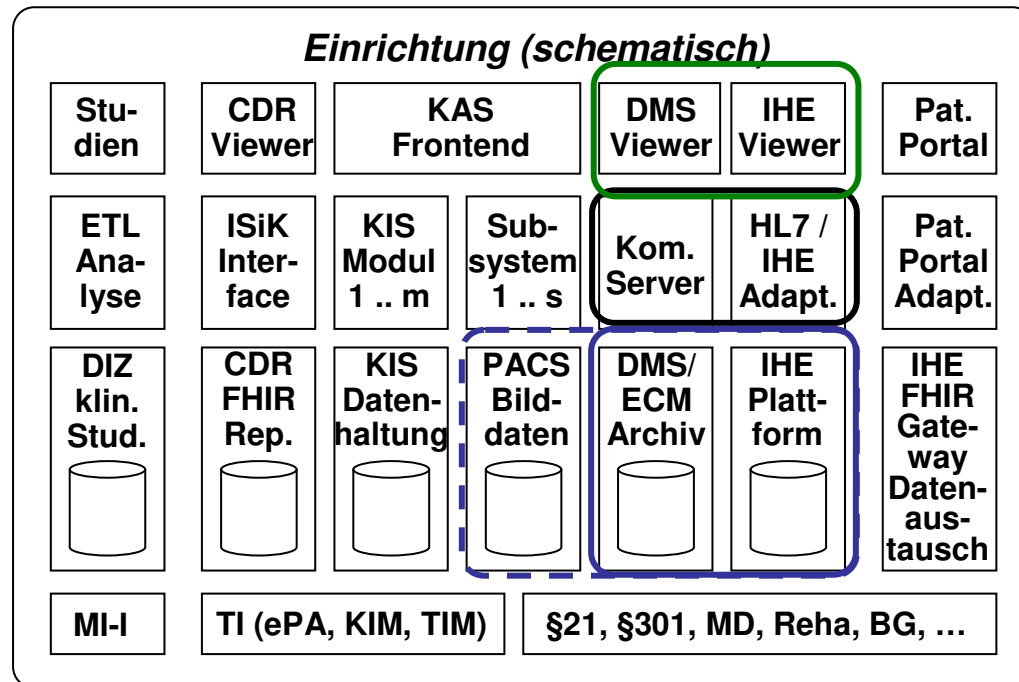 Einrichtung (schematisch)
Stu-
dien
CDR
Viewer
KAS
Frontend
DMS
Viewer
IHE
Viewer
Pat.
Portal
ETL
Ana-
lyse
ISiK
Inter-
face
KIS
Modul
1 .. m
Sub-
system
1 .. s
Kom.
Server
HL7 /
IHE
Adapt.
Pat.
Portal
Adapt.
DIZ
klin.
Stud.
CDR
FHIR
Rep.
KIS
Daten-
haltung
PACS
Bild-
daten
DMS/
ECM
Archiv
IHE
Platt-
form
IHE
FHIR
Gate-
way
Daten-
aus-
tausch
MI-I
TI (ePA, KIM, TIM)
§21, §301, MD, Reha, BG, …